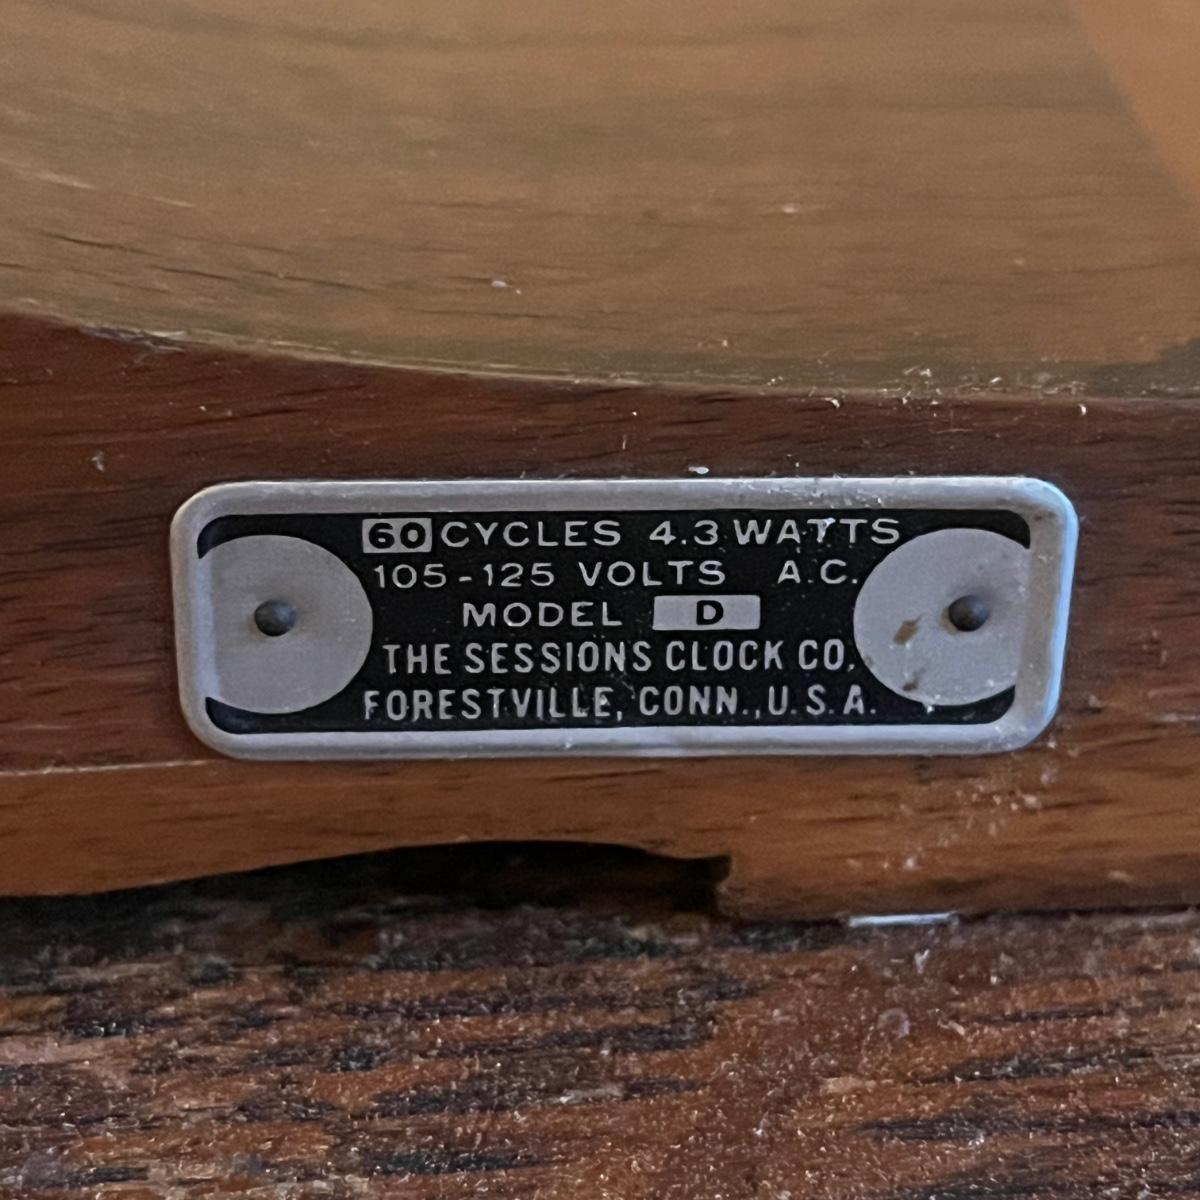 60 CYCLES 4.3 WATTS
105-125 VOLTS A.C.
MODEL D
THE SESSIONS CLOCK CO.
FORESTVILLE, CONN., U.S.A.